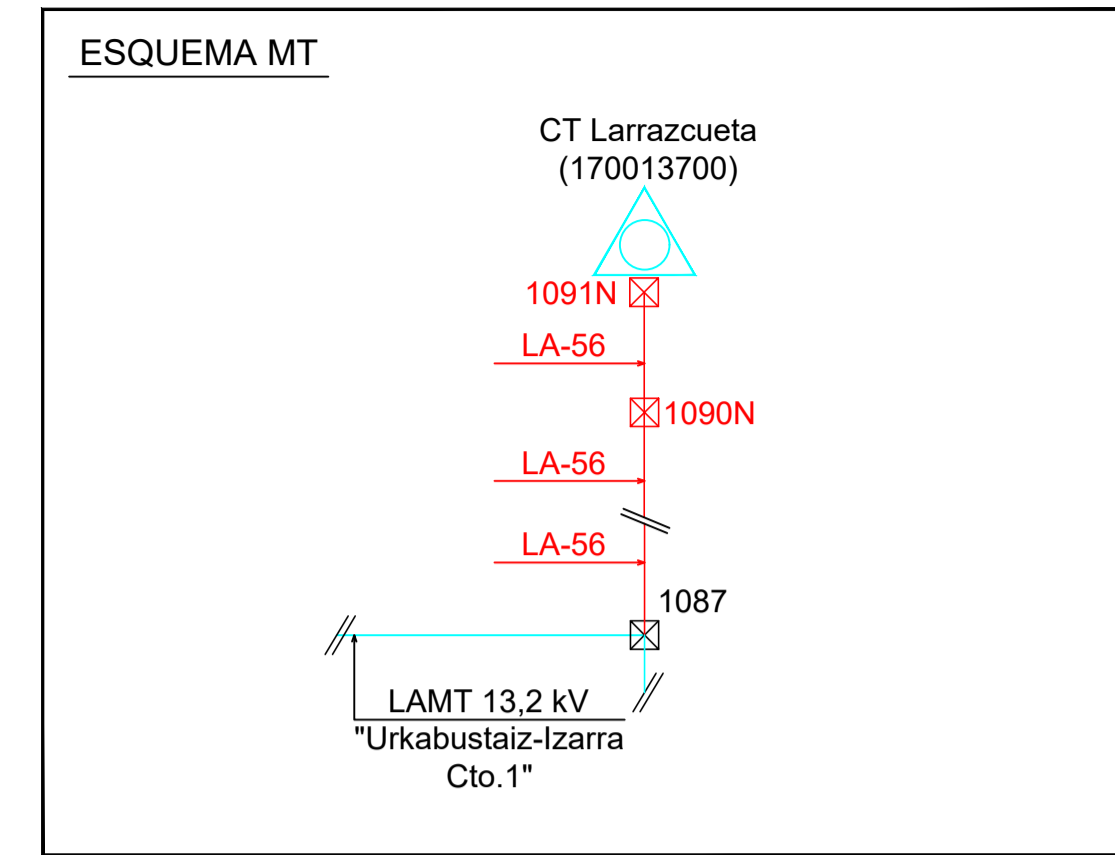 ESQUEMA MT
CT Larrazcueta
(170013700)
1091N
LA-56
1090N
LA-56
LA-56
1087
LAMT 13,2 kV
"Urkabustaiz-Izarra
Cto.1"